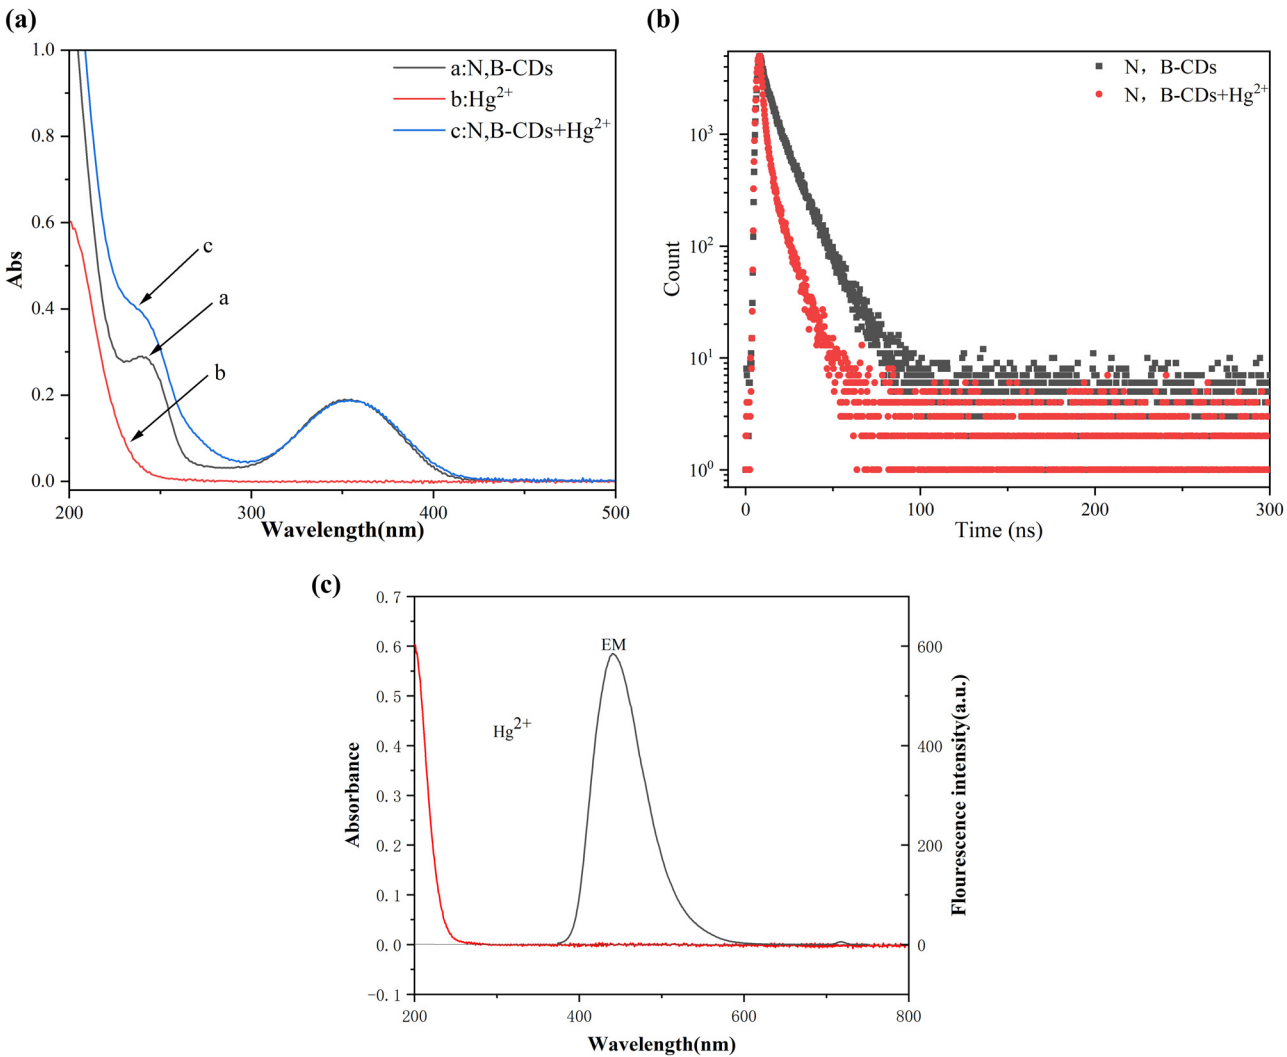 (a)
1.0
0.8
0.6
0.4
0.2
0.0
Abs
200
300
400
500
Wavelength(nm)
a:N,B-CDs
b:Hg²⁺
c:N,B-CDs+Hg²⁺
c
a
b
(b)
10³
10²
10¹
10⁰
Count
0
100
200
300
Time (ns)
N，B-CDs
N，B-CDs+Hg²⁺
(c)
0.7
0.6
0.5
0.4
0.3
0.2
0.1
0.0
-0.1
Absorbance
200
400
600
800
Wavelength(nm)
EM
Hg²⁺
600
400
200
0
Flourescence intensity(a.u.)